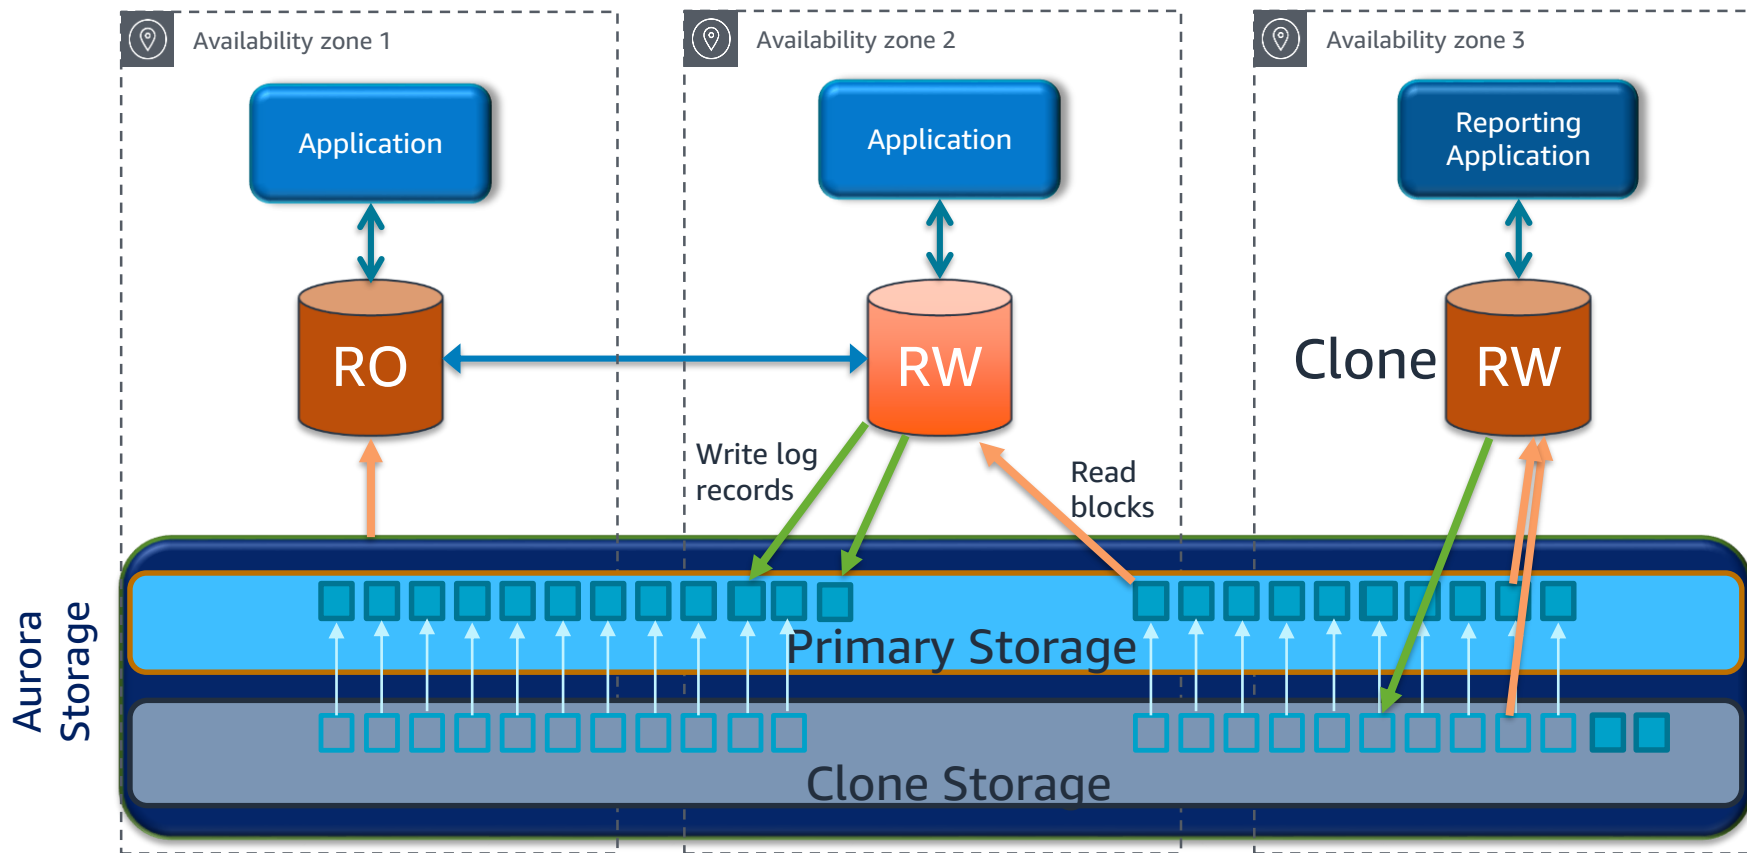 Availability zone 1
Availability zone 2
Availability zone 3
Application
Application
Reporting
Application
RO
RW
Clone
RW
Write log
records
Read
blocks
Aurora
Storage
Primary Storage
Clone Storage